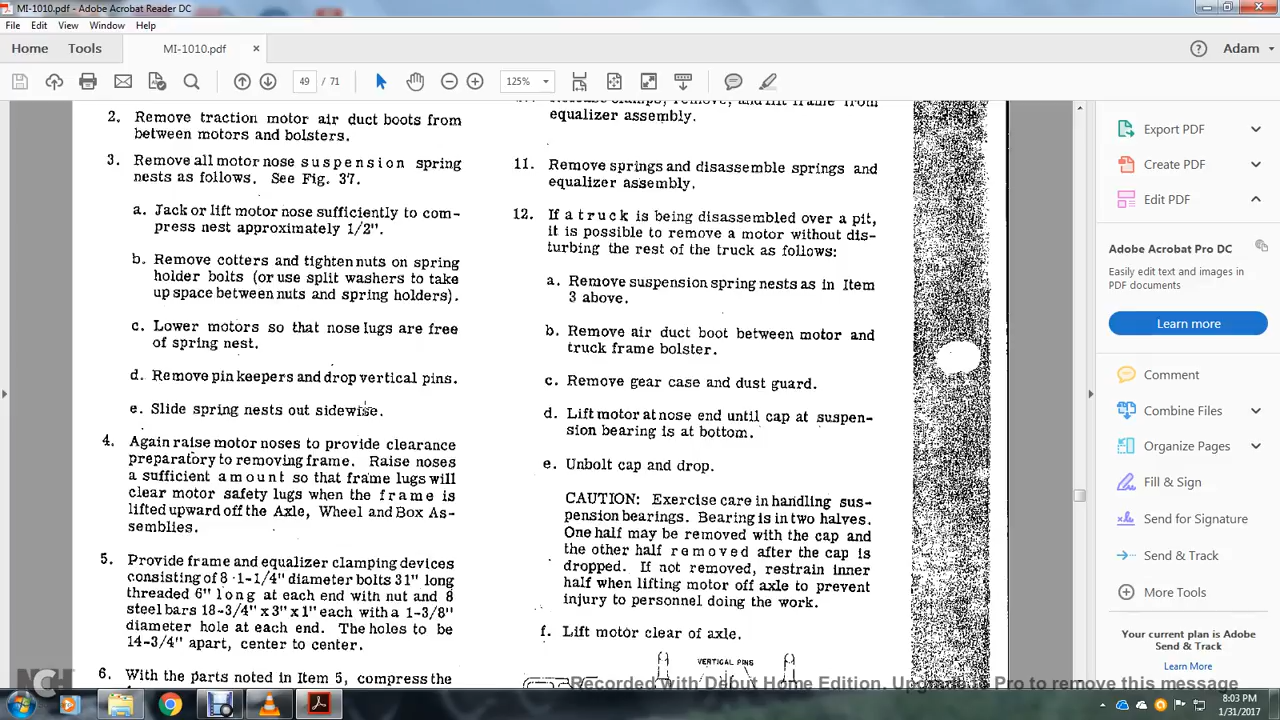 MI-1010.pdf - Adobe Acrobat Reader DC
File Edit View Window Help
Home Tools MI-1010.pdf × Adam
49 / 71 125%
2. Remove traction motor air duct boots from
between motors and bolsters.
3. Remove all motor nose suspension spring
nests as follows. See Fig. 37.
a. Jack or lift motor nose sufficiently to com-
press nest approximately 1/2".
b. Remove cotters and tighten nuts on spring
holder bolts (or use split washers to take
up space between nuts and spring holders).
c. Lower motors so that nose lugs are free
of spring nest.
d. Remove pin keepers and drop vertical pins.
e. Slide spring nests out sidewise.
4. Again raise motor noses to provide clearance
preparatory to removing frame. Raise noses
a sufficient amount so that frame lugs will
clear motor safety lugs when the frame is
lifted upward off the Axle, Wheel and Box As-
semblies.
5. Provide frame and equalizer clamping devices
consisting of 8 1-1/4" diameter bolts 31" long
threaded 6" long at each end with nut and 8
steel bars 18-3/4" x 3" x 1" each with a 1-3/8"
diameter hole at each end. The holes to be
14-3/4" apart, center to center.
6. With the parts noted in Item 5, compress the
equalizer assembly.
11. Remove springs and disassemble springs and
equalizer assembly.
12. If a truck is being disassembled over a pit,
it is possible to remove a motor without dis-
turbing the rest of the truck as follows:
a. Remove suspension spring nests as in Item
3 above.
b. Remove air duct boot between motor and
truck frame bolster.
c. Remove gear case and dust guard.
d. Lift motor at nose end until cap at suspen-
sion bearing is at bottom.
e. Unbolt cap and drop.
CAUTION: Exercise care in handling sus-
pension bearings. Bearing is in two halves.
One half may be removed with the cap and
the other half removed after the cap is
dropped. If not removed, restrain inner
half when lifting motor off axle to prevent
injury to personnel doing the work.
f. Lift motor clear of axle.
VERTICAL PINS
Export PDF
Create PDF
Edit PDF
Adobe Acrobat Pro DC
Easily edit text and images in
PDF documents
Learn more
Comment
Combine Files
Organize Pages
Fill & Sign
Send for Signature
Send & Track
More Tools
Your current plan is Adobe
Send & Track
Learn More
NCH
Recorded with Debut Home Edition. Upgrade to Pro to remove this message
8:03 PM
1/31/2017